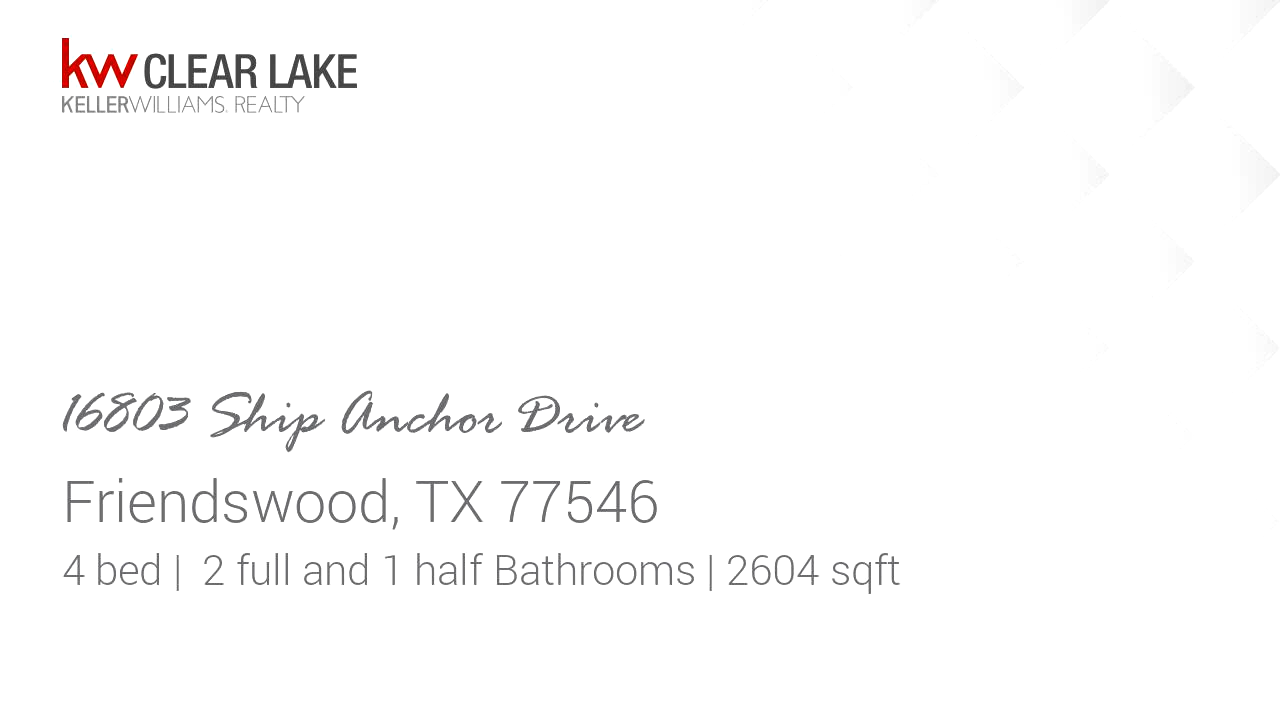 kw CLEAR LAKE
KELLERWILLIAMS. REALTY
16803 Ship Anchor Drive
Friendswood, TX 77546
4 bed | 2 full and 1 half Bathrooms | 2604 sqft